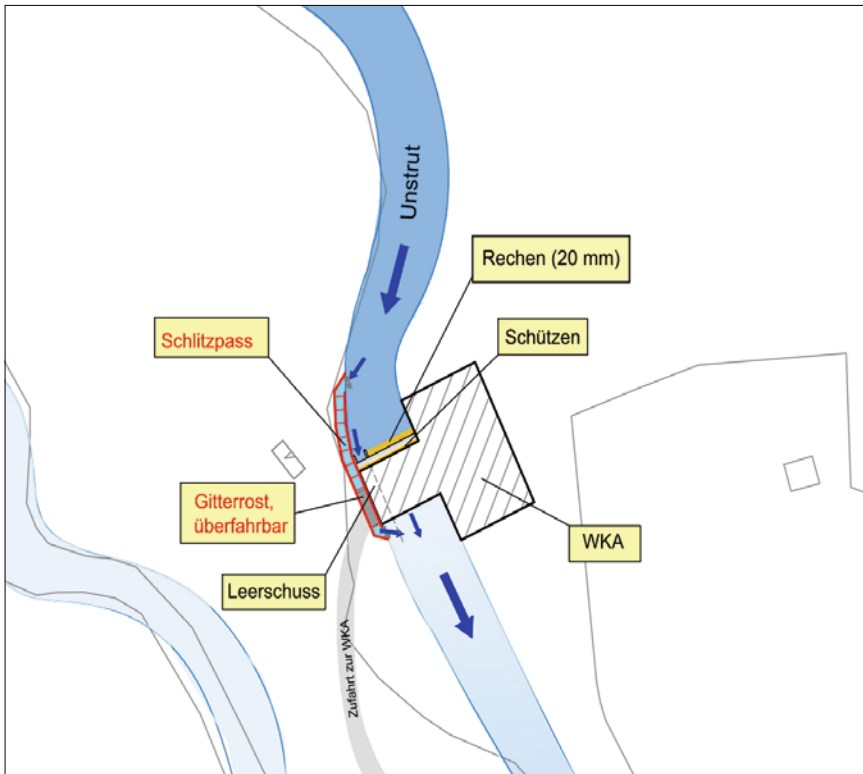 Unstrut
Rechen (20 mm)
Schlitzpass
Schützen
Gitterrost,
überfahrbar
WKA
Leerschuss
Zufahrt zur WKA